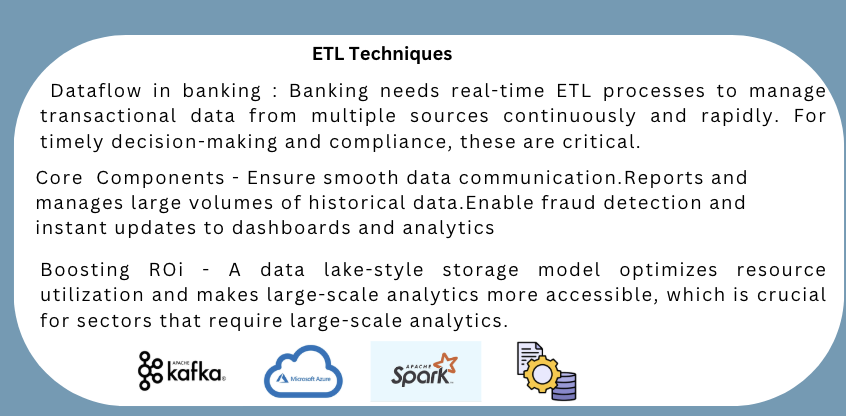 ETL Techniques
Dataflow in banking : Banking needs real-time ETL processes to manage
transactional data from multiple sources continuously and rapidly. For
timely decision-making and compliance, these are critical.
Core Components - Ensure smooth data communication.Reports and
manages large volumes of historical data.Enable fraud detection and
instant updates to dashboards and analytics
Boosting ROi - A data lake-style storage model optimizes resource
utilization and makes large-scale analytics more accessible, which is crucial
for sectors that require large-scale analytics.
APACHE
kafka
Microsoft Azure
APACHE
Spark